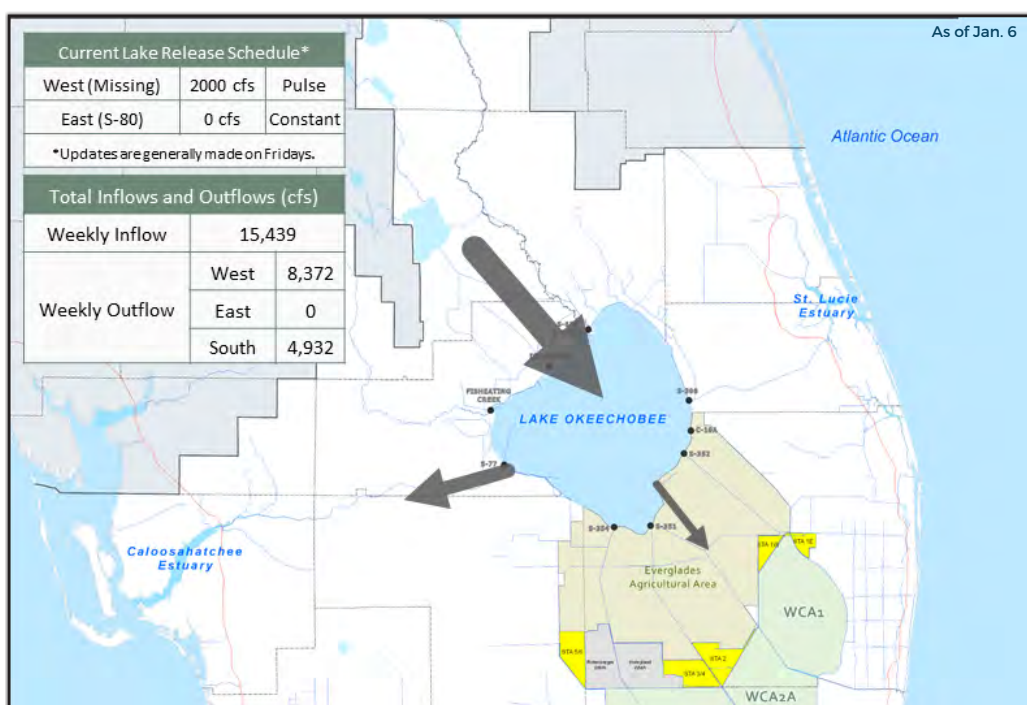 As of Jan. 6
Current Lake Release Schedule*
West (Missing) 2000 cfs Pulse
East (S-80) 0 cfs Constant
*Updates are generally made on Fridays.
Total Inflows and Outflows (cfs)
Weekly Inflow 15,439
Weekly Outflow
West 8,372
East 0
South 4,932
Atlantic Ocean
St. Lucie
Estuary
FISHEATING
CREEK
LAKE OKEECHOBEE
S-308
C-10A
S-352
S-77
S-354
S-351
Caloosahatchee
Estuary
Everglades
Agricultural Area
STA 1W
STA 1E
WCA1
STA 5/6
STA 2
STA 3/4
WCA2A